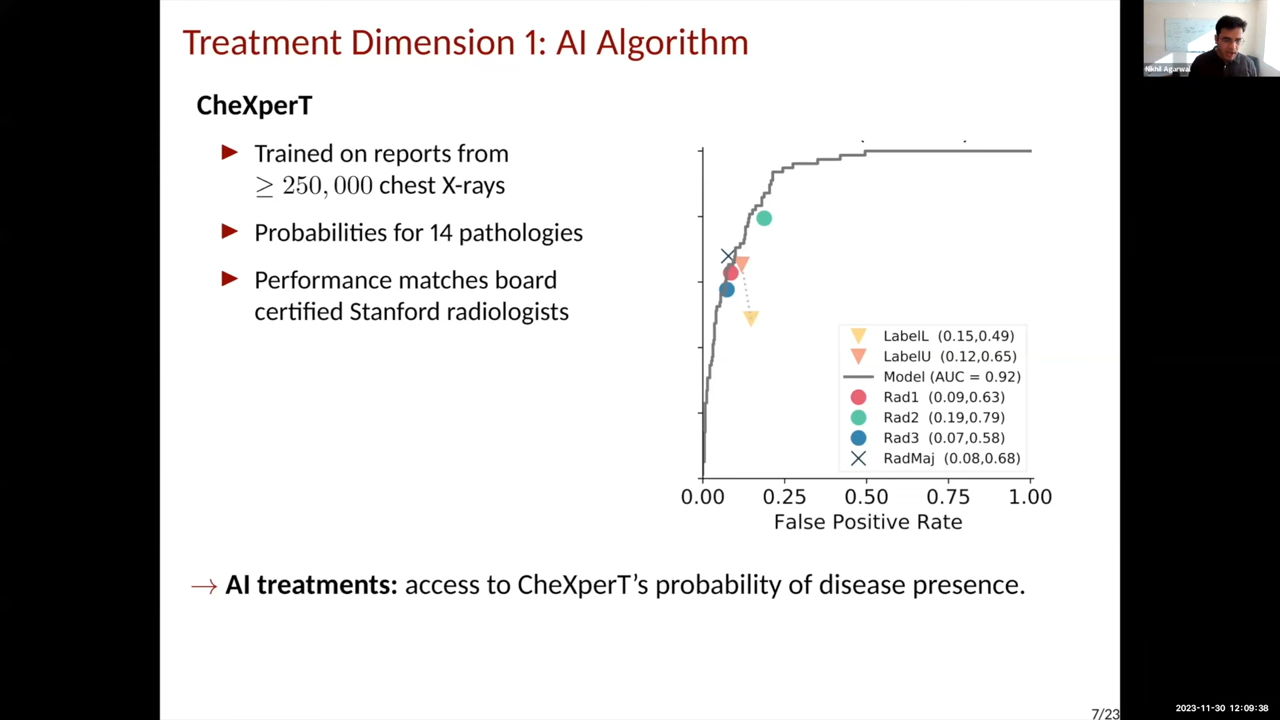 Treatment Dimension 1: AI Algorithm
CheXperT
► Trained on reports from
≥ 250,000 chest X-rays
► Probabilities for 14 pathologies
► Performance matches board
certified Stanford radiologists
LabelL (0.15,0.49)
LabelU (0.12,0.65)
Model (AUC = 0.92)
Rad1 (0.09,0.63)
Rad2 (0.19,0.79)
Rad3 (0.07,0.58)
RadMaj (0.08,0.68)
0.00 0.25 0.50 0.75 1.00
False Positive Rate
→ AI treatments: access to CheXperT's probability of disease presence.
7/23
Nikhil Agarwal
2023-11-30 12:09:38